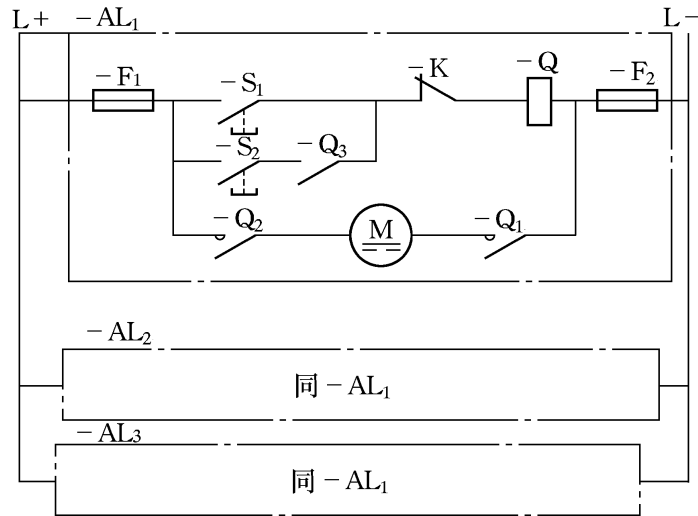 L+ -AL₁ L-
-F₁ -S₁ -K -Q -F₂
-S₂ -Q₃
-Q₂ M -Q₁
-AL₂
同-AL₁
-AL₃
同-AL₁